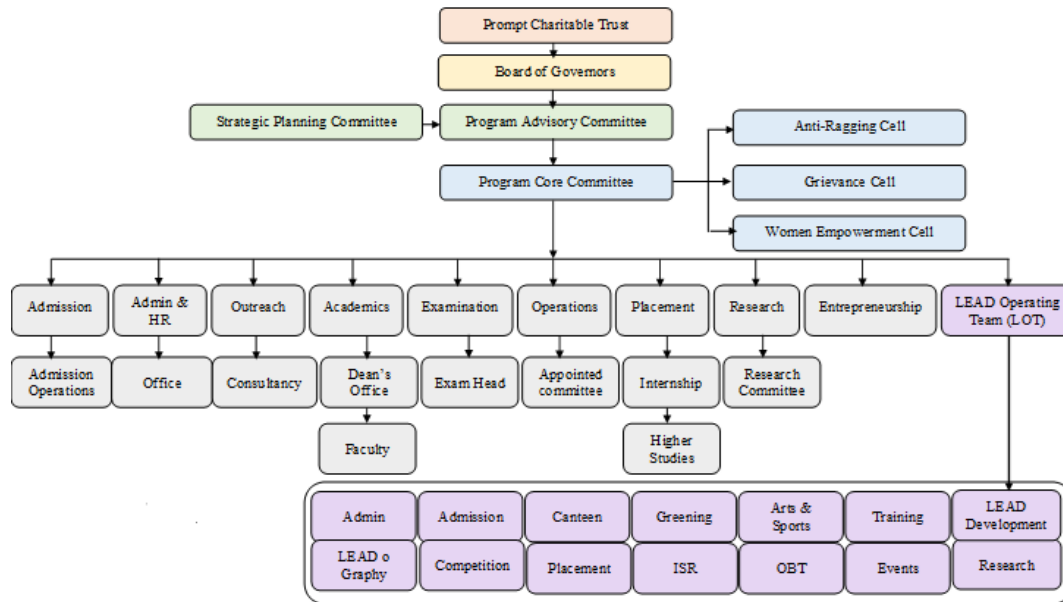 Prompt Charitable Trust
Board of Governors
Strategic Planning Committee
Program Advisory Committee
Anti-Ragging Cell
Program Core Committee
Grievance Cell
Women Empowerment Cell
Admission
Admin &
HR
Outreach
Academics
Examination
Operations
Placement
Research
Entrepreneurship
LEAD Operating
Team (LOT)
Admission
Operations
Office
Consultancy
Dean's
Office
Exam Head
Appointed
committee
Internship
Research
Committee
Faculty
Higher
Studies
Admin
Admission
Canteen
Greening
Arts &
Sports
Training
LEAD
Development
LEAD o
Graphy
Competition
Placement
ISR
OBT
Events
Research